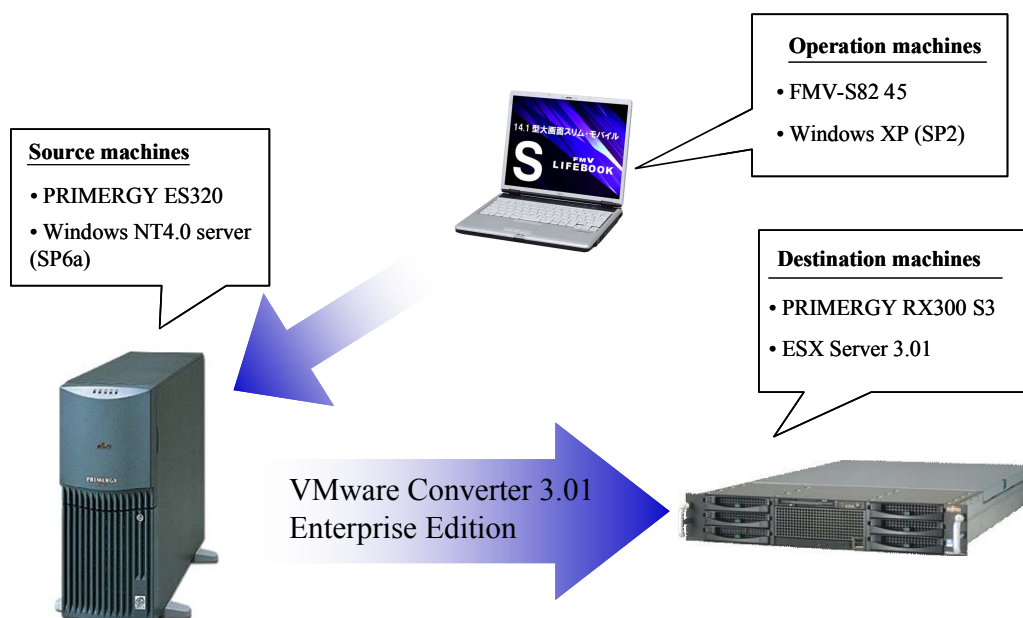 Operation machines
• FMV-S82 45
• Windows XP (SP2)
14.1 型大画面スリム・モバイル
S
FMV
LIFEBOOK
Source machines
• PRIMERGY ES320
• Windows NT4.0 server
(SP6a)
Destination machines
• PRIMERGY RX300 S3
• ESX Server 3.01
PRIMERGY
VMware Converter 3.01
Enterprise Edition